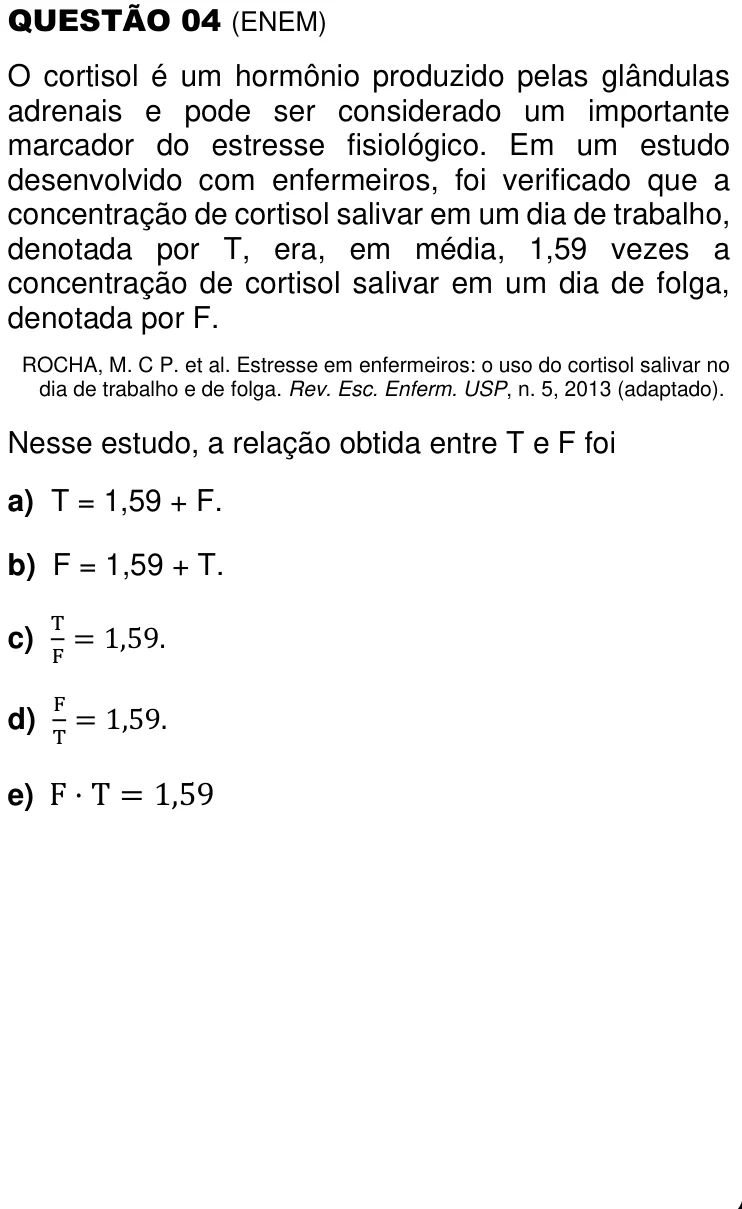 QUESTÃO 04 (ENEM)
O cortisol é um hormônio produzido pelas glândulas
adrenais e pode ser considerado um importante
marcador do estresse fisiológico. Em um estudo
desenvolvido com enfermeiros, foi verificado que a
concentração de cortisol salivar em um dia de trabalho,
denotada por T, era, em média, 1,59 vezes a
concentração de cortisol salivar em um dia de folga,
denotada por F.
ROCHA, M. C P. et al. Estresse em enfermeiros: o uso do cortisol salivar no
dia de trabalho e de folga. Rev. Esc. Enferm. USP, n. 5, 2013 (adaptado).
Nesse estudo, a relação obtida entre T e F foi
a) T = 1,59 + F.
b) F = 1,59 + T.
c) T/F = 1,59.
d) F/T = 1,59.
e) F · T = 1,59